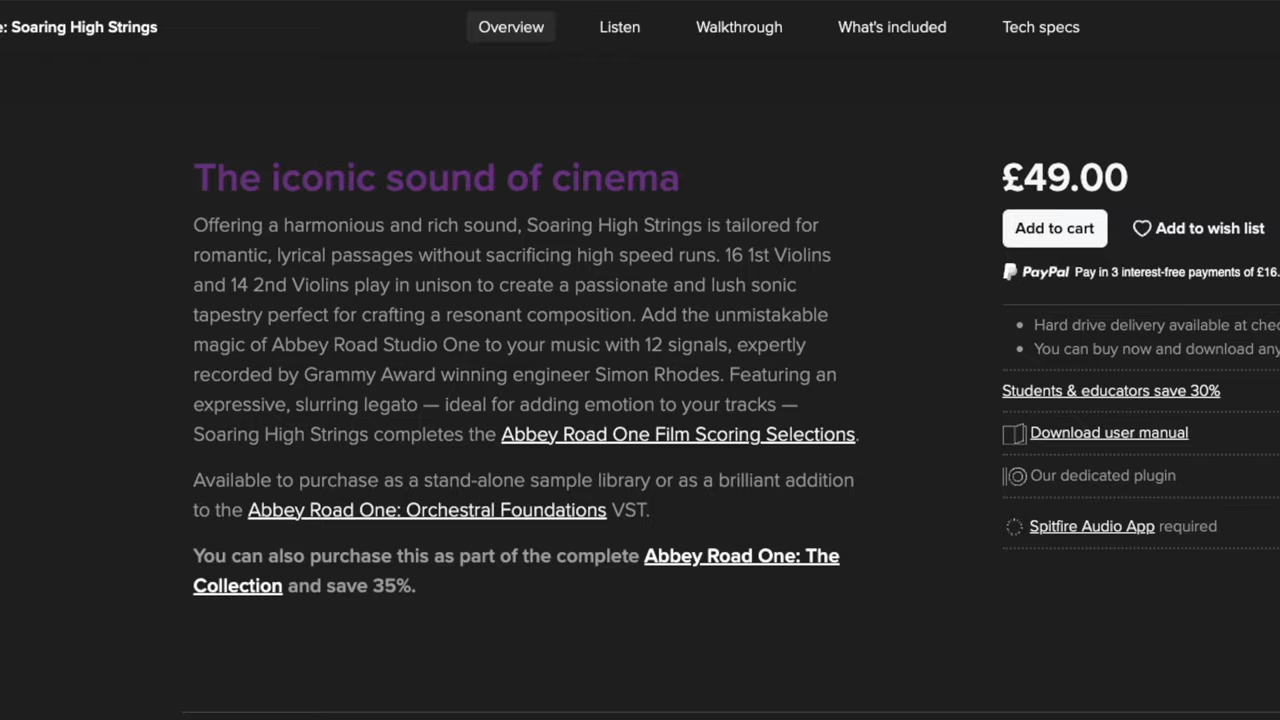 e: Soaring High Strings
Overview
Listen
Walkthrough
What's included
Tech specs
The iconic sound of cinema
Offering a harmonious and rich sound, Soaring High Strings is tailored for
romantic, lyrical passages without sacrificing high speed runs. 16 1st Violins
and 14 2nd Violins play in unison to create a passionate and lush sonic
tapestry perfect for crafting a resonant composition. Add the unmistakable
magic of Abbey Road Studio One to your music with 12 signals, expertly
recorded by Grammy Award winning engineer Simon Rhodes. Featuring an
expressive, slurring legato — ideal for adding emotion to your tracks —
Soaring High Strings completes the Abbey Road One Film Scoring Selections.
Available to purchase as a stand-alone sample library or as a brilliant addition
to the Abbey Road One: Orchestral Foundations VST.
You can also purchase this as part of the complete Abbey Road One: The
Collection and save 35%.
£49.00
Add to cart
Add to wish list
PayPal Pay in 3 interest-free payments of £16.
Hard drive delivery available at chec
You can buy now and download any
Students & educators save 30%
Download user manual
Our dedicated plugin
Spitfire Audio App required